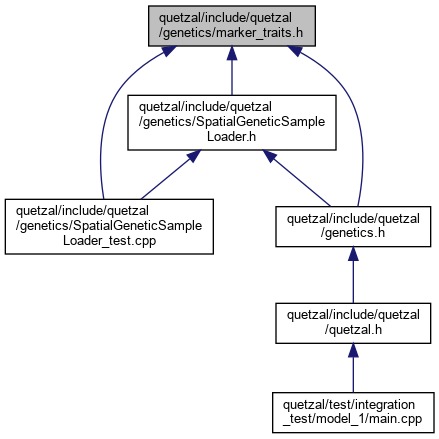 quetzal/include/quetzal
/genetics/marker_traits.h
quetzal/include/quetzal
/genetics/SpatialGeneticSample
Loader.h
quetzal/include/quetzal
/genetics/SpatialGeneticSample
Loader_test.cpp
quetzal/include/quetzal
/genetics.h
quetzal/include/quetzal
/quetzal.h
quetzal/test/integration
_test/model_1/main.cpp